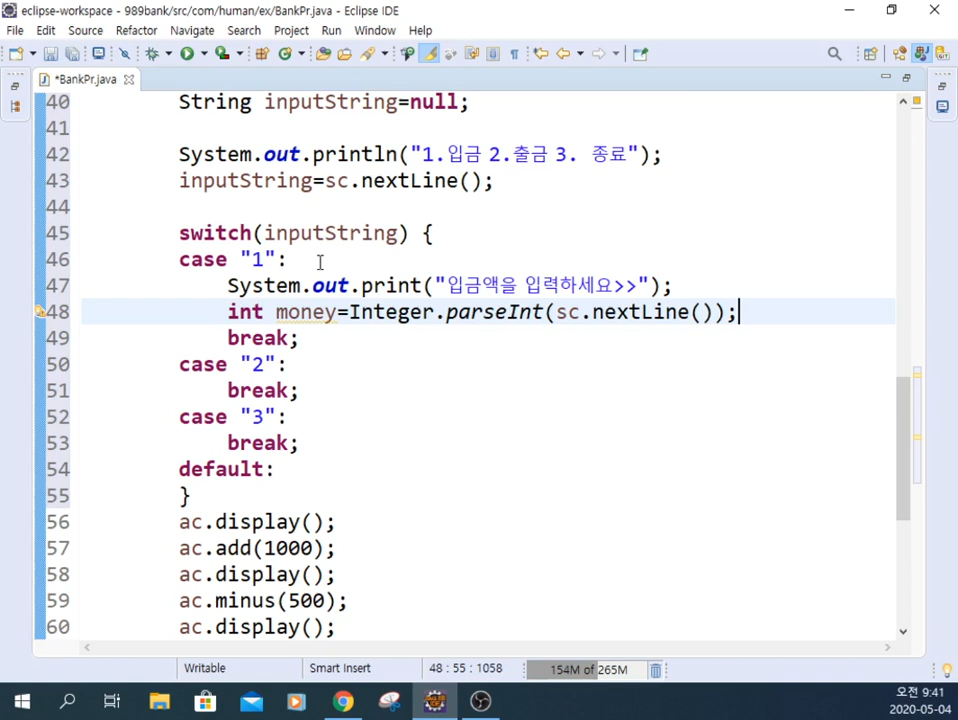 eclipse-workspace - 989bank/src/com/human/ex/BankPr.java - Eclipse IDE
File Edit Source Refactor Navigate Search Project Run Window Help
*BankPr.java
40 String inputString=null;
41
42 System.out.println("1.입금 2.출금 3. 종료");
43 inputString=sc.nextLine();
44
45 switch(inputString) {
46 case "1":
47 System.out.print("입금액을 입력하세요>>");
48 int money=Integer.parseInt(sc.nextLine());
49 break;
50 case "2":
51 break;
52 case "3":
53 break;
54 default:
55 }
56 ac.display();
57 ac.add(1000);
58 ac.display();
59 ac.minus(500);
60 ac.display();
Writable Smart Insert 48 : 55 : 1058 154M of 265M
오전 9:41
2020-05-04